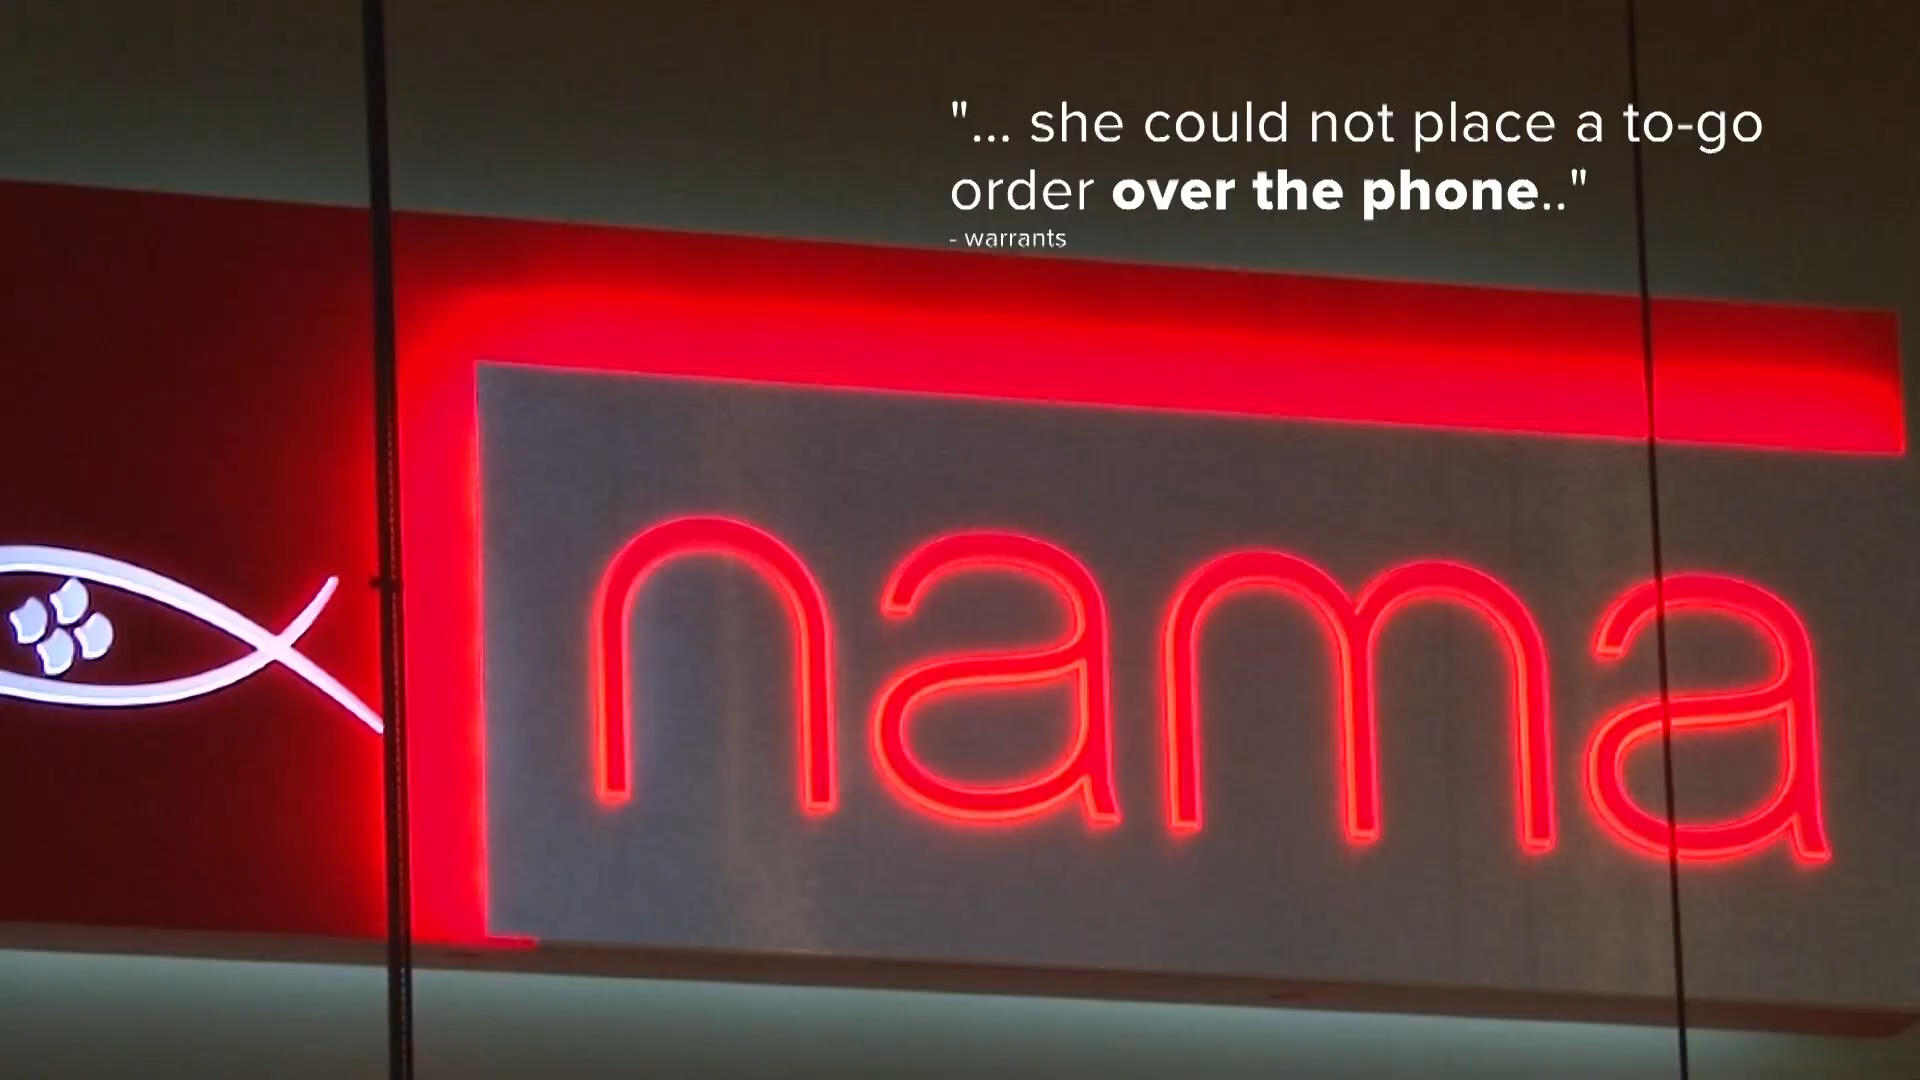 "... she could not place a to-go
order over the phone.."
- warrants
nama